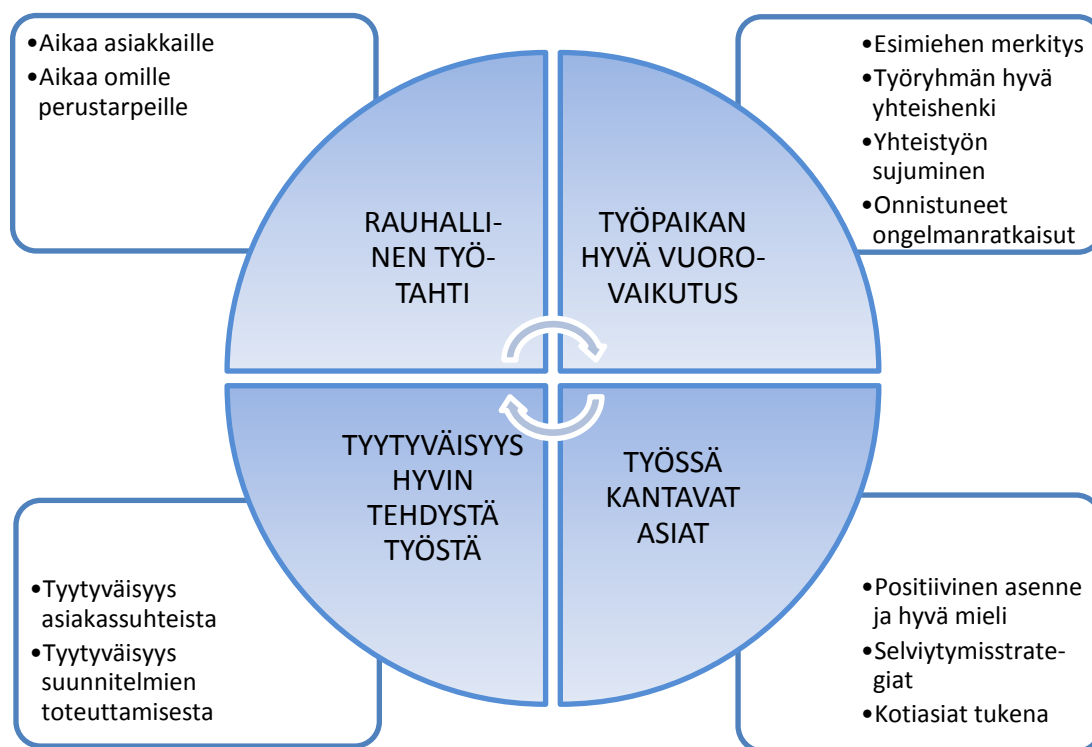 •Aikaa asiakkaille
•Aikaa omille
perustarpeille
•Esimiehen merkitys
•Työryhmän hyvä
yhteishenki
•Yhteistyön
sujuminen
•Onnistuneet
ongelmanratkaisut
RAUHALLI-
NEN TYÖ-
TAHTI
TYÖPAIKAN
HYVÄ VUORO-
VAIKUTUS
TYYTYVÄISYYS
HYVIN
TEHDYSTÄ
TYÖSTÄ
TYÖSSÄ
KANTAVAT
ASIAT
•Tyytyväisyys
asiakassuhteista
•Tyytyväisyys
suunnitelmien
toteuttamisesta
•Positiivinen asenne
ja hyvä mieli
•Selviytymisstrate-
giat
•Kotiasiat tukena